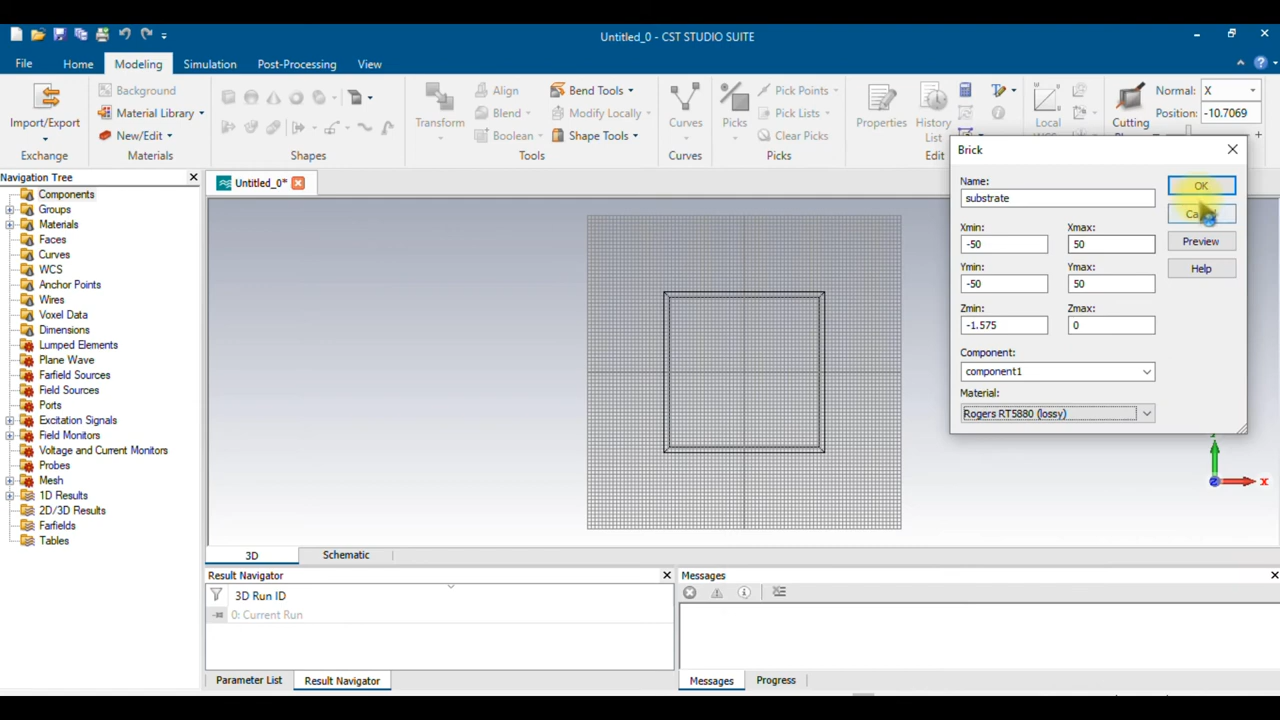 Untitled_0 - CST STUDIO SUITE
File Home Modeling Simulation Post-Processing View
Import/Export
Exchange
Background
Material Library
New/Edit
Materials
Shapes
Transform
Align
Blend
Boolean
Bend Tools
Modify Locally
Shape Tools
Tools
Curves
Curves
Picks
Pick Points
Pick Lists
Clear Picks
Picks
Properties
History
List
Edit
Local
Cutting
Normal: X
Position: -10.7069
Navigation Tree
Components
Groups
Materials
Faces
Curves
WCS
Anchor Points
Wires
Voxel Data
Dimensions
Lumped Elements
Plane Wave
Farfield Sources
Field Sources
Ports
Excitation Signals
Field Monitors
Voltage and Current Monitors
Probes
Mesh
1D Results
2D/3D Results
Farfields
Tables
Untitled_0*
Brick
Name:
substrate
OK
Xmin: Xmax:
-50 50
Preview
Ymin: Ymax:
-50 50
Help
Zmin: Zmax:
-1.575 0
Component:
component1
Material:
Rogers RT5880 (lossy)
x
3D Schematic
Result Navigator
3D Run ID
0: Current Run
Parameter List Result Navigator
Messages
Messages Progress